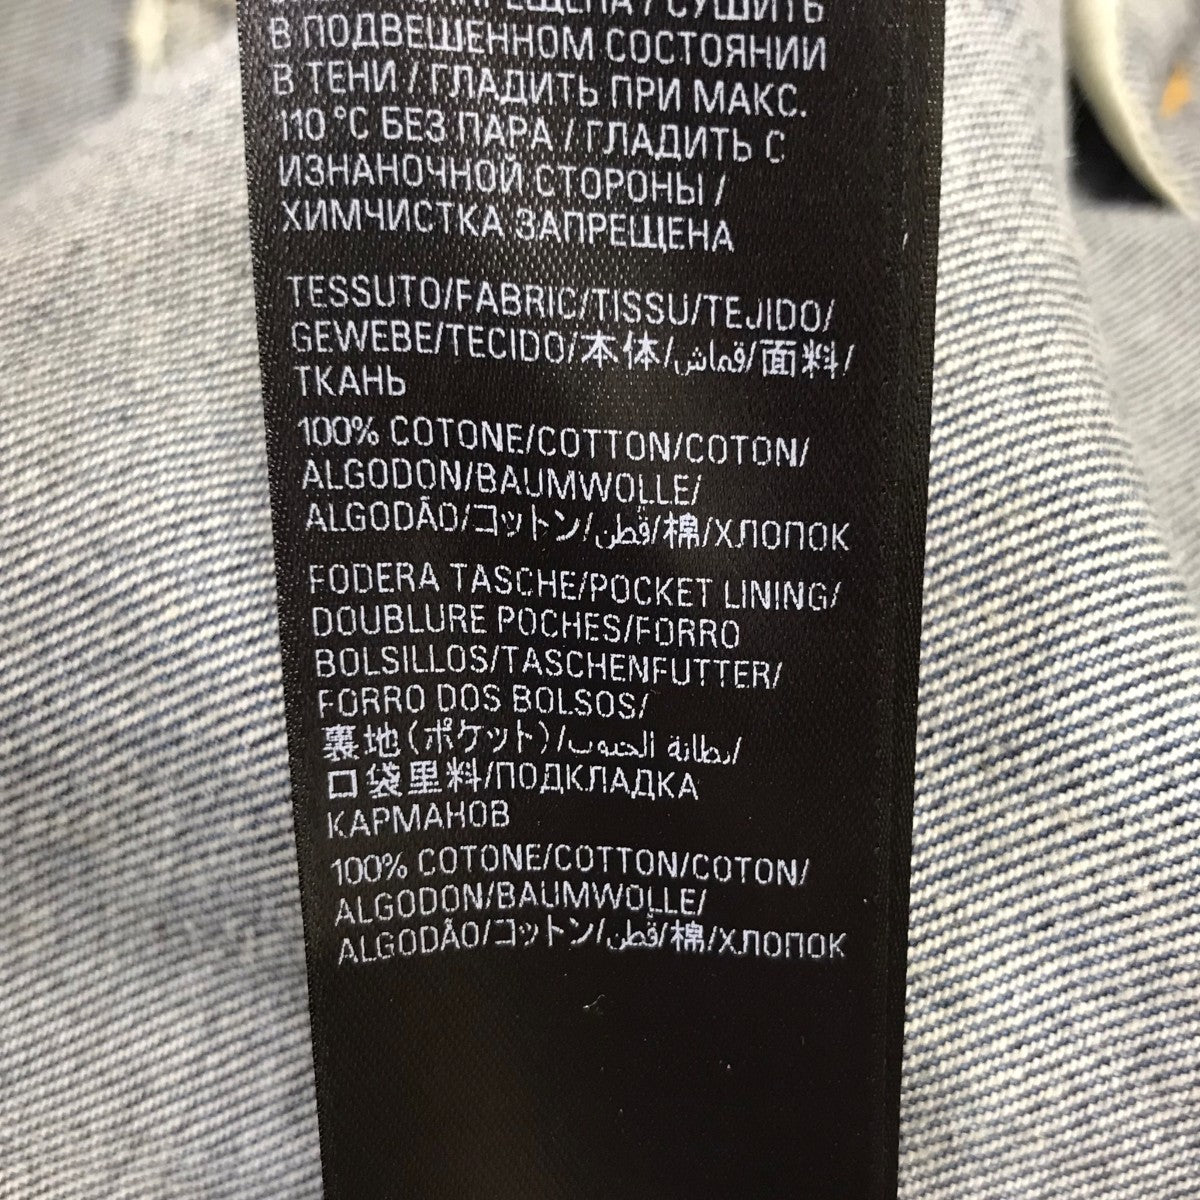 ЗАПРЕЩЕНА / СУШИТЬ
В ПОДВЕШЕННОМ СОСТОЯНИИ
В ТЕНИ / ГЛАДИТЬ ПРИ МАКС.
110 °C БЕЗ ПАРА / ГЛАДИТЬ С
ИЗНАНОЧНОЙ СТОРОНЫ /
ХИМЧИСТКА ЗАПРЕЩЕНА
TESSUTO/FABRIC/TISSU/TEJIDO/
GEWEBE/TECIDO/本体/قماش/面料/
ТКАНЬ
100% COTONE/COTTON/COTON/
ALGODON/BAUMWOLLE/
ALGODÃO/コットン/قطن/棉/ХЛОПОК
FODERA TASCHE/POCKET LINING/
DOUBLURE POCHES/FORRO
BOLSILLOS/TASCHENFUTTER/
FORRO DOS BOLSOS/
裏地(ポケット)/بطانة الجيوب/
口袋里料/ПОДКЛАДКА
КАРМАНОВ
100% COTONE/COTTON/COTON/
ALGODON/BAUMWOLLE/
ALGODÃO/コットン/قطن/棉/ХЛОПОК